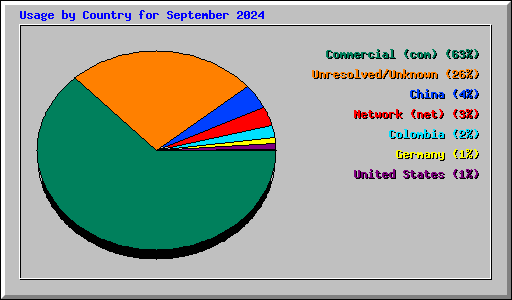 Usage by Country for September 2024
Commercial (com) (63%)
Unresolved/Unknown (26%)
China (4%)
Network (net) (3%)
Colombia (2%)
Germany (1%)
United States (1%)